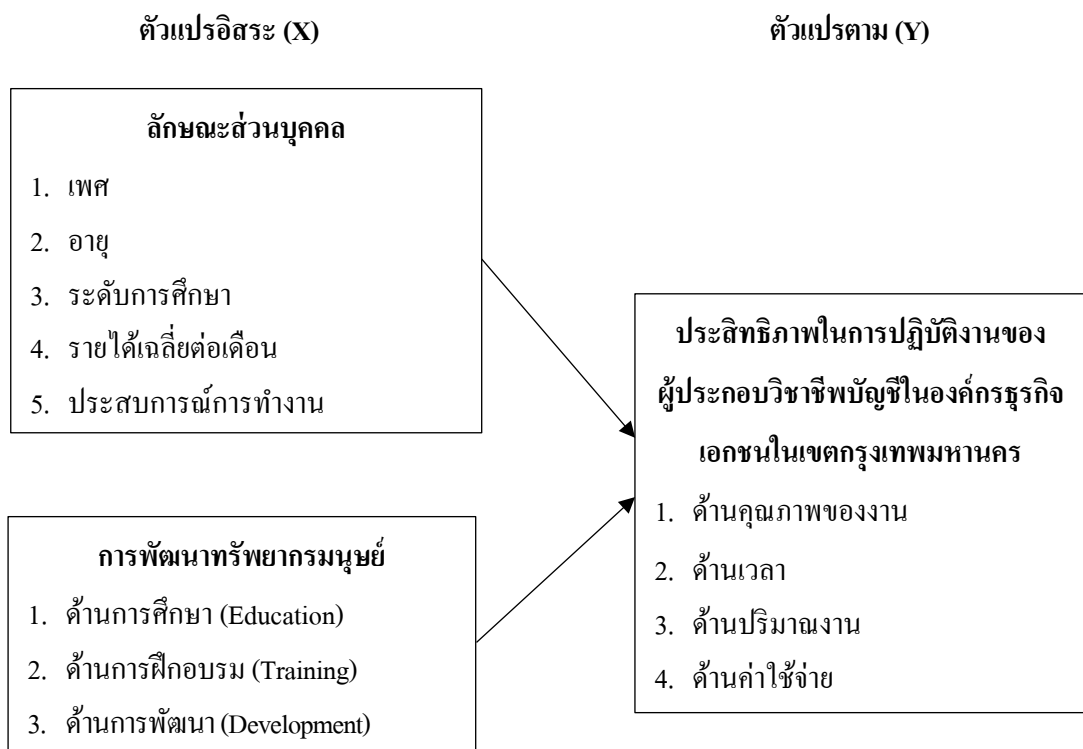 ตัวแปรอิสระ (X)
ตัวแปรตาม (Y)
ลักษณะส่วนบุคคล
1. เพศ
2. อายุ
3. ระดับการศึกษา
4. รายได้เฉลี่ยต่อเดือน
5. ประสบการณ์การทำงาน
การพัฒนาทรัพยากรมนุษย์
1. ด้านการศึกษา (Education)
2. ด้านการฝึกอบรม (Training)
3. ด้านการพัฒนา (Development)
ประสิทธิภาพในการปฏิบัติงานของ
ผู้ประกอบวิชาชีพบัญชีในองค์กรธุรกิจ
เอกชนในเขตกรุงเทพมหานคร
1. ด้านคุณภาพของงาน
2. ด้านเวลา
3. ด้านปริมาณงาน
4. ด้านค่าใช้จ่าย